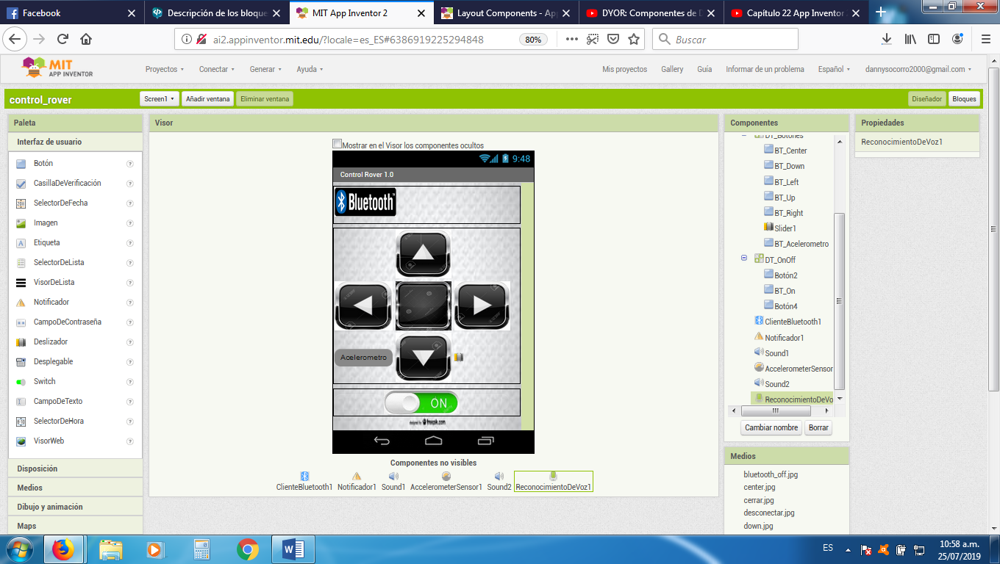 Facebook
Descripción de los bloque
MIT App Inventor 2
Layout Components - Ap
DYOR: Componentes de D
Capítulo 22 App Inventor
ai2.appinventor.mit.edu/?locale=es_ES#6386919225294848
80%
Buscar
MIT
APP INVENTOR
Proyectos
Conectar
Generar
Ayuda
Mis proyectos
Gallery
Guía
Informar de un problema
Español
dannysocorro2000@gmail.com
control_rover
Screen1
Añadir ventana
Eliminar ventana
Diseñador
Bloques
Paleta
Interfaz de usuario
Botón
CasillaDeVerificación
SelectorDeFecha
Imagen
Etiqueta
SelectorDeLista
VisorDeLista
Notificador
CampoDeContraseña
Deslizador
Desplegable
Switch
CampoDeTexto
SelectorDeHora
VisorWeb
Disposición
Medios
Dibujo y animación
Maps
Visor
Mostrar en el Visor los componentes ocultos
9:48
Control Rover 1.0
Bluetooth
Acelerometro
ON
designed by freepik.com
Componentes no visibles
ClienteBluetooth1
Notificador1
Sound1
AccelerometerSensor1
Sound2
ReconocimientoDeVoz1
Componentes
DT_Botones
BT_Center
BT_Down
BT_Left
BT_Up
BT_Right
Slider1
BT_Acelerometro
DT_OnOff
Botón2
BT_On
Botón4
ClienteBluetooth1
Notificador1
Sound1
AccelerometerSensor
Sound2
ReconocimientoDeVo
Cambiar nombre
Borrar
Medios
bluetooth_off.jpg
center.jpg
cerrar.jpg
desconectar.jpg
down.jpg
Propiedades
ReconocimientoDeVoz1
ES
10:58 a.m.
25/07/2019